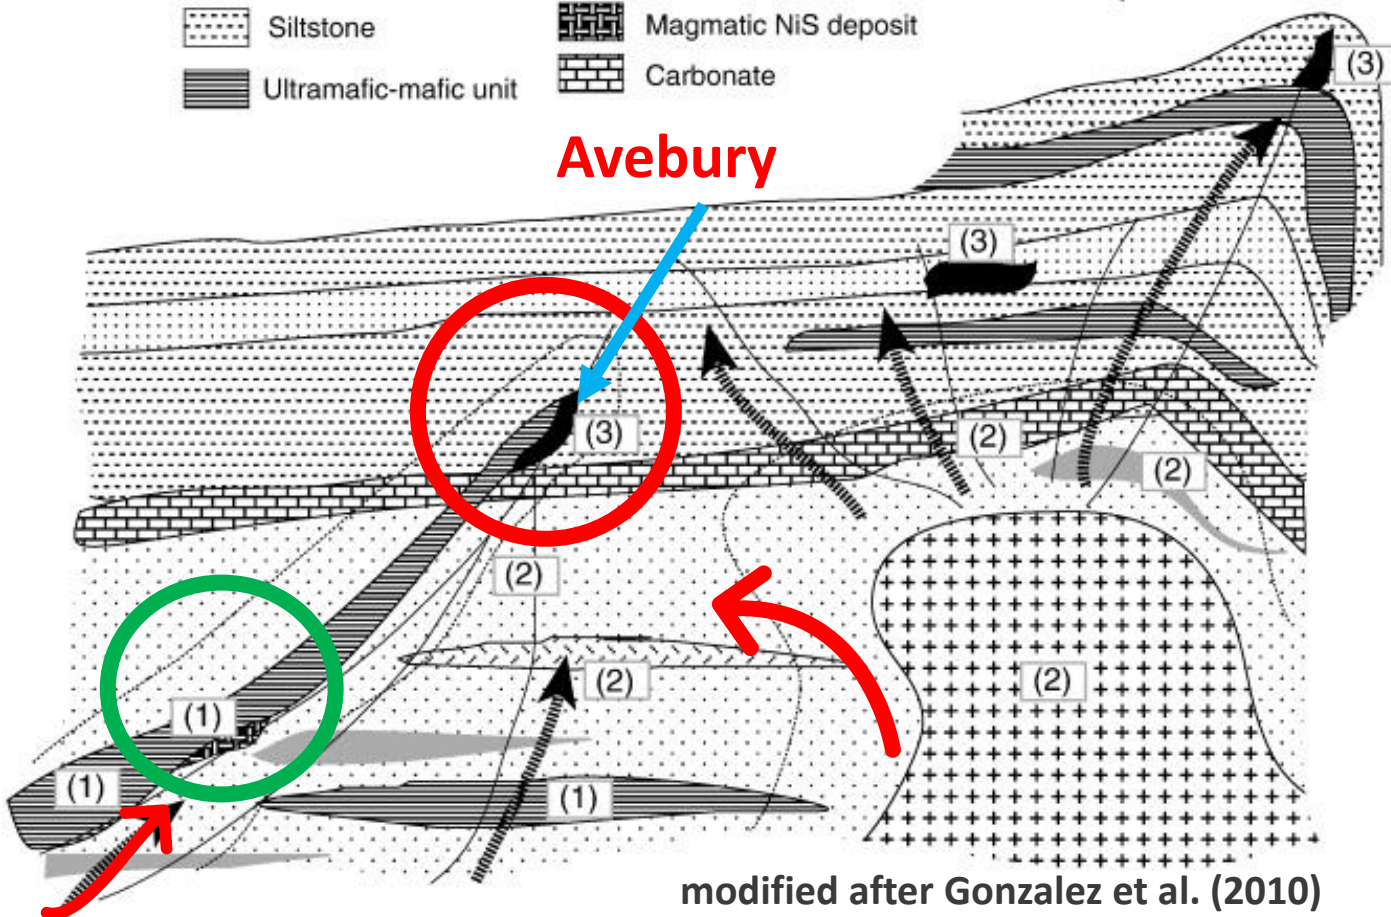 Siltstone
Magmatic NiS deposit
Ultramafic-mafic unit
Carbonate
(3)
Avebury
(3)
(3)
(2)
(2)
(2)
(2)
(2)
(1)
(1)
(1)
modified after Gonzalez et al. (2010)